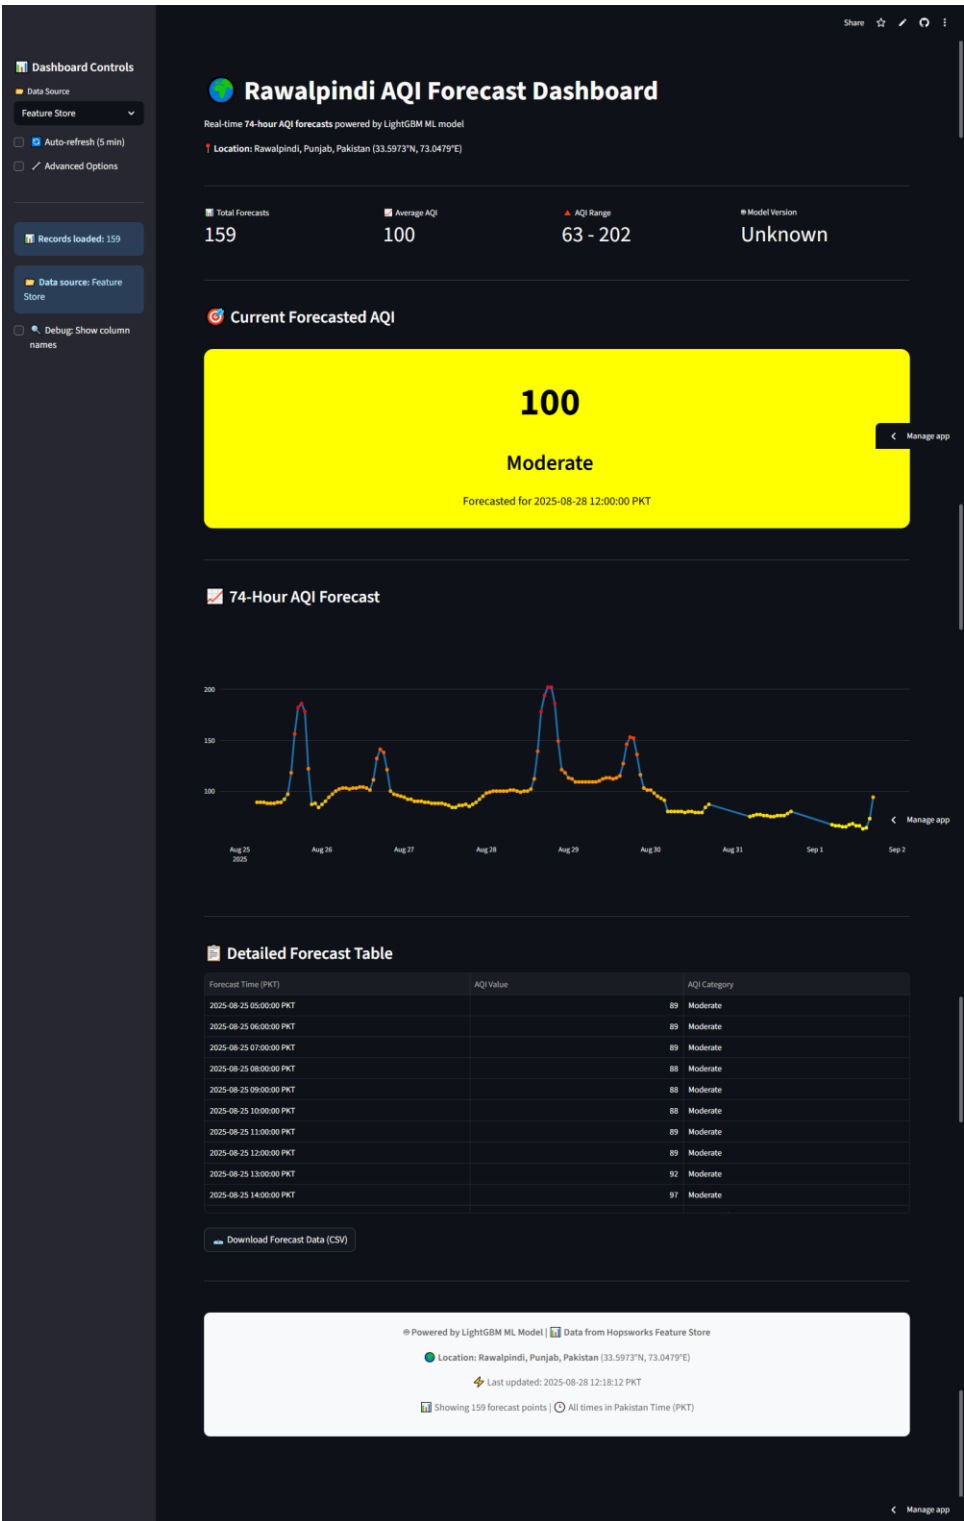 Share
Dashboard Controls
Data Source
Feature Store
Auto-refresh (5 min)
Advanced Options
Records loaded: 159
Data source: Feature
Store
Debug: Show column
names
Rawalpindi AQI Forecast Dashboard
Real-time 74-hour AQI forecasts powered by LightGBM ML model
Location: Rawalpindi, Punjab, Pakistan (33.5973°N, 73.0479°E)
Total Forecasts
159
Average AQI
100
AQI Range
63 - 202
Model Version
Unknown
Current Forecasted AQI
100
Moderate
Forecasted for 2025-08-28 12:00:00 PKT
Manage app
74-Hour AQI Forecast
200
150
100
Manage app
Aug 25
2025
Aug 26
Aug 27
Aug 28
Aug 29
Aug 30
Aug 31
Sep 1
Sep 2
Detailed Forecast Table
Forecast Time (PKT) AQI Value AQI Category
2025-08-25 05:00:00 PKT 89 Moderate
2025-08-25 06:00:00 PKT 89 Moderate
2025-08-25 07:00:00 PKT 89 Moderate
2025-08-25 08:00:00 PKT 88 Moderate
2025-08-25 09:00:00 PKT 88 Moderate
2025-08-25 10:00:00 PKT 88 Moderate
2025-08-25 11:00:00 PKT 89 Moderate
2025-08-25 12:00:00 PKT 89 Moderate
2025-08-25 13:00:00 PKT 92 Moderate
2025-08-25 14:00:00 PKT 97 Moderate
Download Forecast Data (CSV)
Powered by LightGBM ML Model | Data from Hopsworks Feature Store
Location: Rawalpindi, Punjab, Pakistan (33.5973°N, 73.0479°E)
Last updated: 2025-08-28 12:18:12 PKT
Showing 159 forecast points | All times in Pakistan Time (PKT)
Manage app